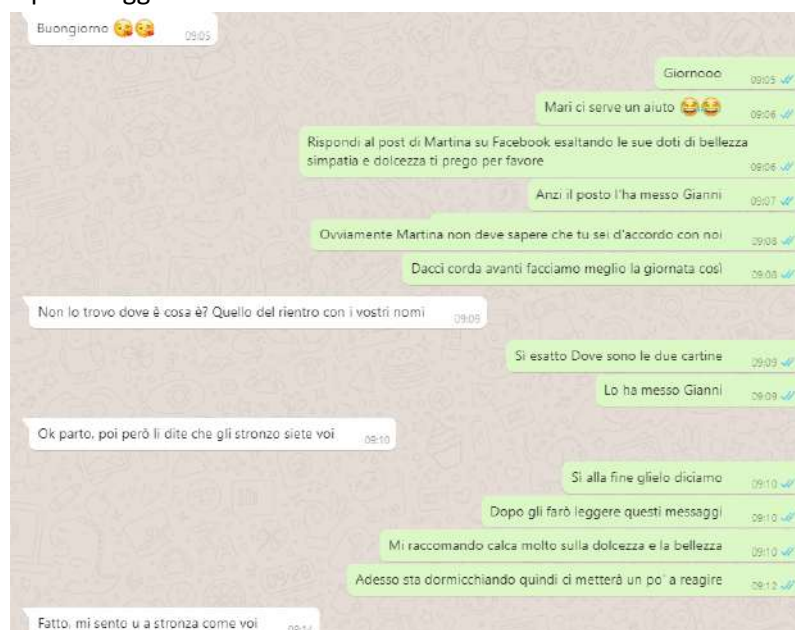 Buongiorno 😘😘 09:05
Giornooo 09:05
Mari ci serve un aiuto 😂😂 09:06
Rispondi al post di Martina su Facebook esaltando le sue doti di bellezza
simpatia e dolcezza ti prego per favore 09:06
Anzi il posto l'ha messo Gianni 09:07
Ovviamente Martina non deve sapere che tu sei d'accordo con noi 09:08
Dacci corda avanti facciamo meglio la giornata così 09:08
Non lo trovo dove è cosa è? Quello del rientro con i vostri nomi
Sì esatto Dove sono le due cartine 09:09
Lo ha messo Gianni 09:09
Ok parto, poi però li dite che gli stronzo siete voi 09:10
Sì alla fine glielo diciamo 09:10
Dopo gli farò leggere questi messaggi 09:10
Mi raccomando calca molto sulla dolcezza e la bellezza 09:10
Adesso sta dormicchiando quindi ci metterà un po' a reagire 09:12
Fatto, mi sento u a stronza come voi 09:14